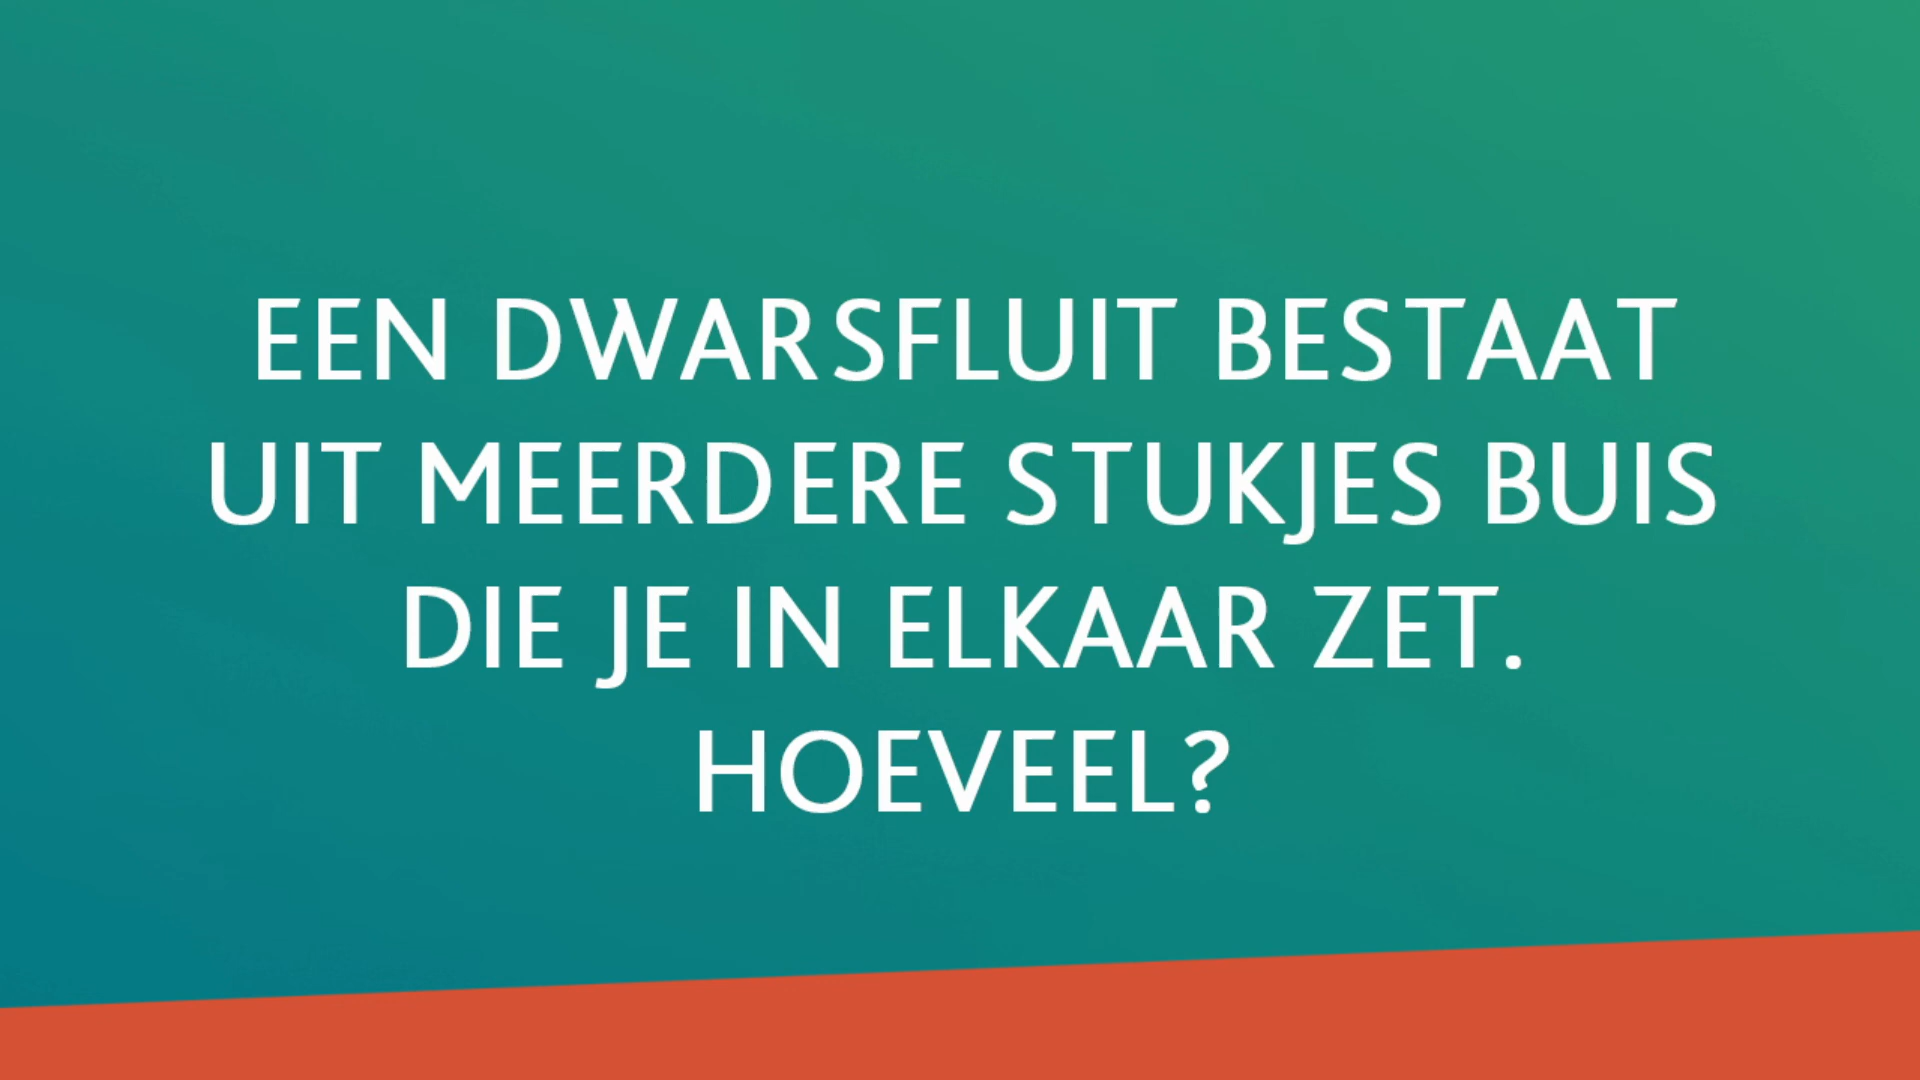 EEN DWARSFLUIT BESTAAT
UIT MEERDERE STUKJES BUIS
DIE JE IN ELKAAR ZET.
HOEVEEL?